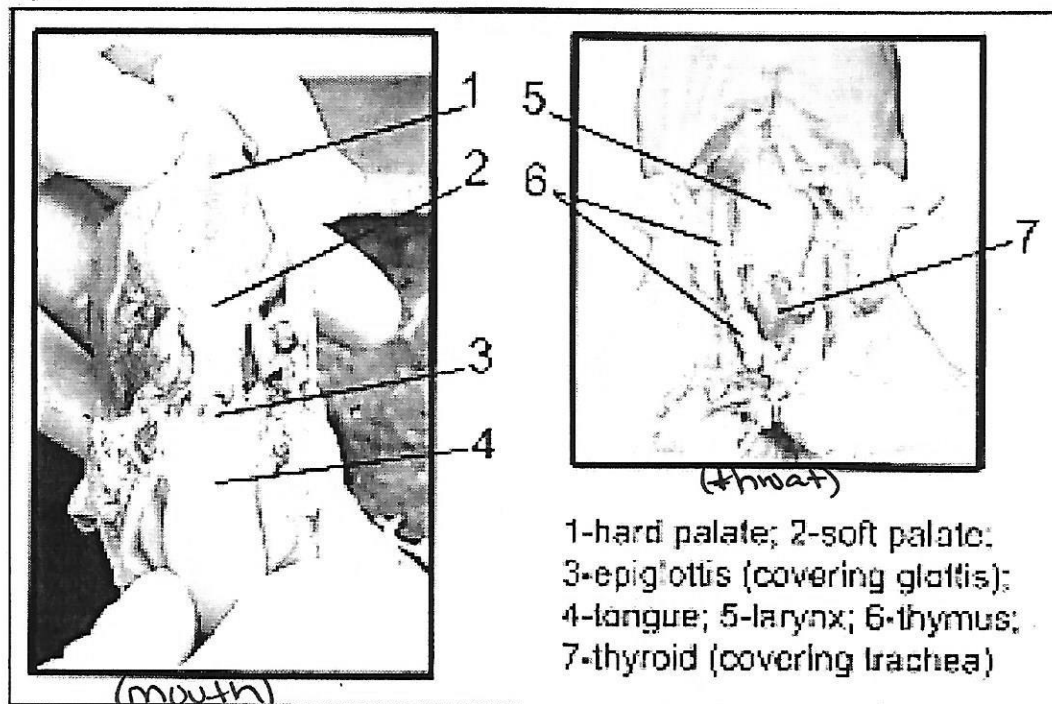 1
2
3
4
(mouth)
5
6
7
(throat)
1-hard palate; 2-soft palate;
3-epiglottis (covering glottis);
4-tongue; 5-larynx; 6-thymus;
7-thyroid (covering trachea)